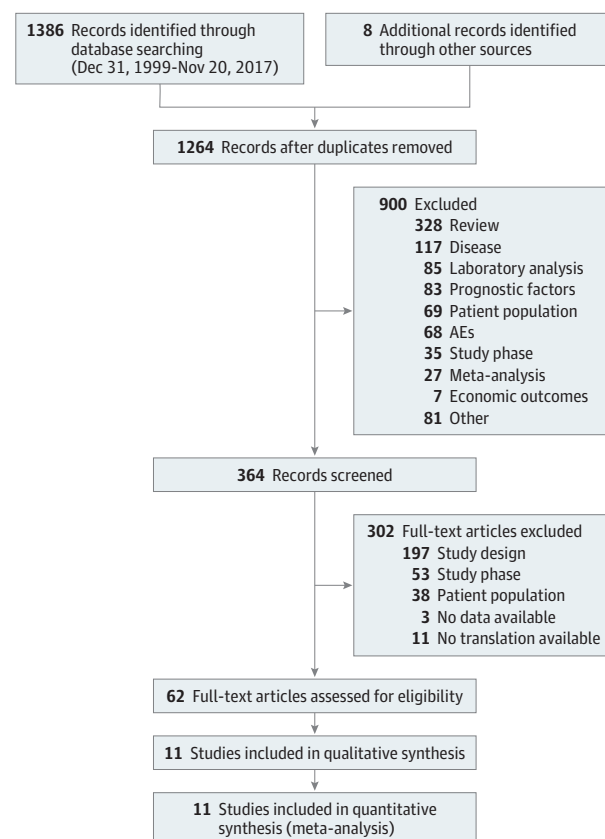 1386 Records identified through
database searching
(Dec 31, 1999-Nov 20, 2017)
8 Additional records identified
through other sources
1264 Records after duplicates removed
900 Excluded
328 Review
117 Disease
85 Laboratory analysis
83 Prognostic factors
69 Patient population
68 AEs
35 Study phase
27 Meta-analysis
7 Economic outcomes
81 Other
364 Records screened
302 Full-text articles excluded
197 Study design
53 Study phase
38 Patient population
3 No data available
11 No translation available
62 Full-text articles assessed for eligibility
11 Studies included in qualitative synthesis
11 Studies included in quantitative
synthesis (meta-analysis)